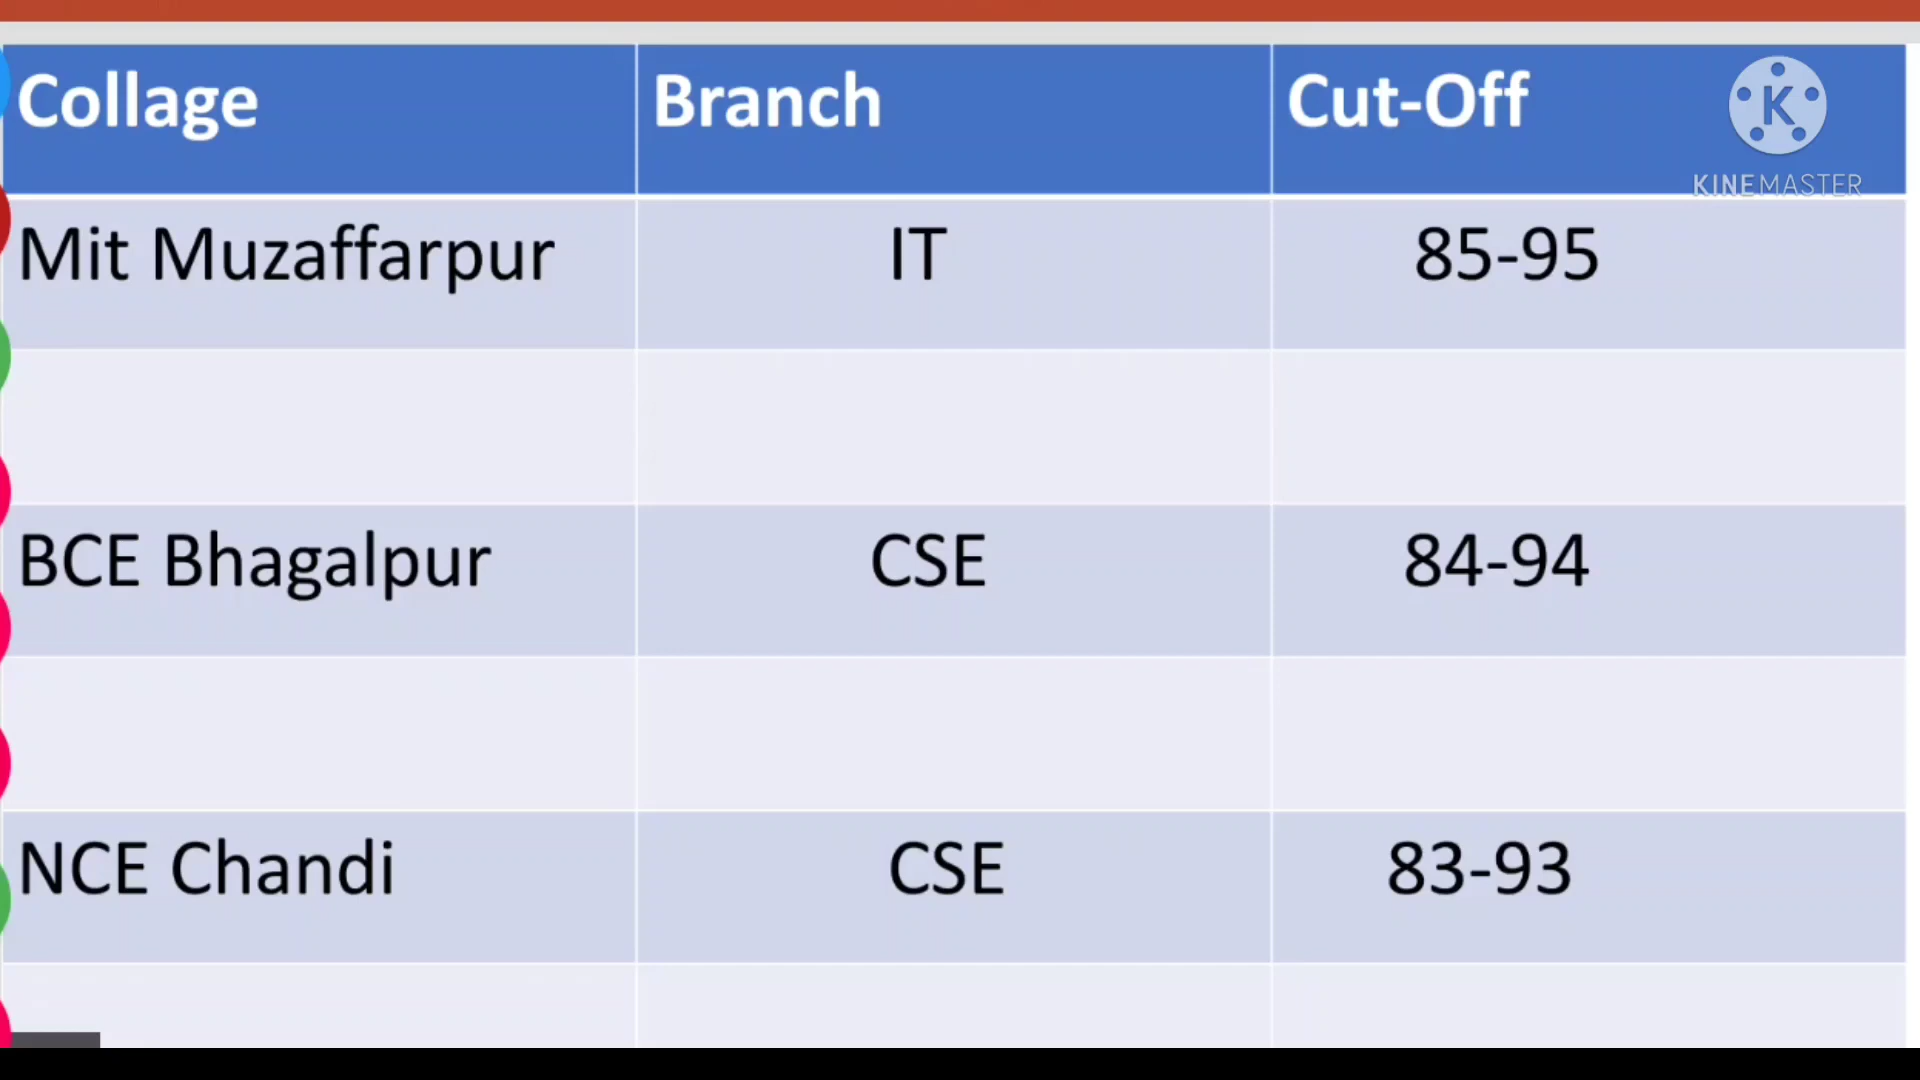 Collage Branch Cut-Off
K
KINEMASTER
Mit Muzaffarpur IT 85-95
BCE Bhagalpur CSE 84-94
NCE Chandi CSE 83-93